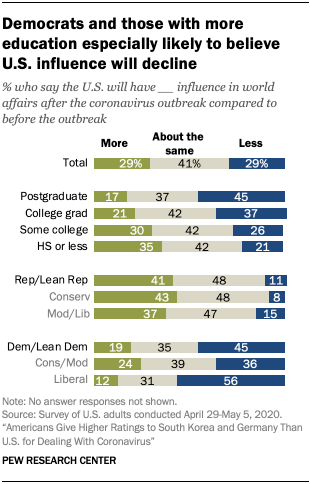 Democrats and those with more
education especially likely to believe
U.S. influence will decline
% who say the U.S. will have __ influence in world
affairs after the coronavirus outbreak compared to
before the outbreak
More About the same Less
Total 29% 41% 29%
Postgraduate 17 37 45
College grad 21 42 37
Some college 30 42 26
HS or less 35 42 21
Rep/Lean Rep 41 48 11
Conserv 43 48 8
Mod/Lib 37 47 15
Dem/Lean Dem 19 35 45
Cons/Mod 24 39 36
Liberal 12 31 56
Note: No answer responses not shown.
Source: Survey of U.S. adults conducted April 29-May 5, 2020.
“Americans Give Higher Ratings to South Korea and Germany Than
U.S. for Dealing With Coronavirus”
PEW RESEARCH CENTER